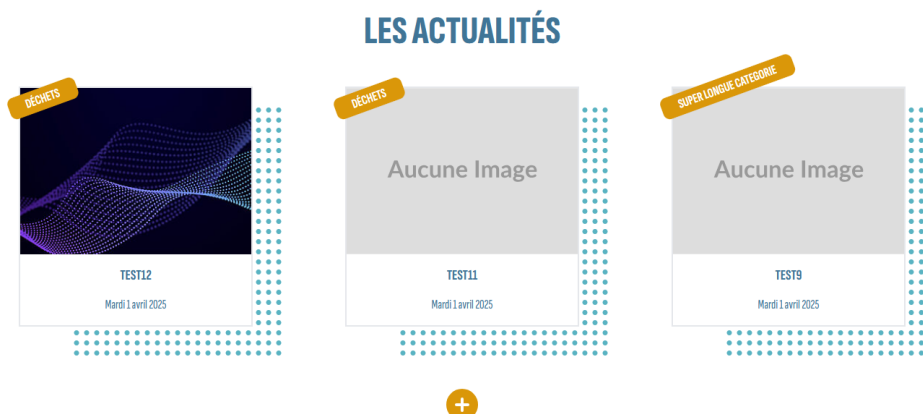 LES ACTUALITÉS
DÉCHETS
TEST12
Mardi 1 avril 2025
DÉCHETS
Aucune Image
TEST11
Mardi 1 avril 2025
SUPER LONGUE CATEGORIE
Aucune Image
TEST9
Mardi 1 avril 2025
+